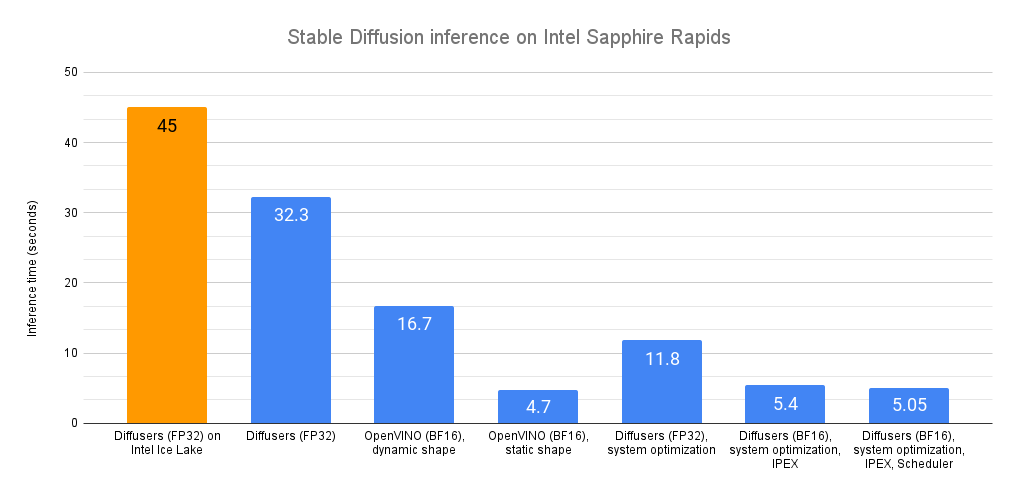 Stable Diffusion inference on Intel Sapphire Rapids
Inference time (seconds)
50
40
30
20
10
0
45
32.3
16.7
4.7
11.8
5.4
5.05
Diffusers (FP32) on
Intel Ice Lake
Diffusers (FP32)
OpenVINO (BF16),
dynamic shape
OpenVINO (BF16),
static shape
Diffusers (FP32),
system optimization
Diffusers (BF16),
system optimization,
IPEX
Diffusers (BF16),
system optimization,
IPEX, Scheduler